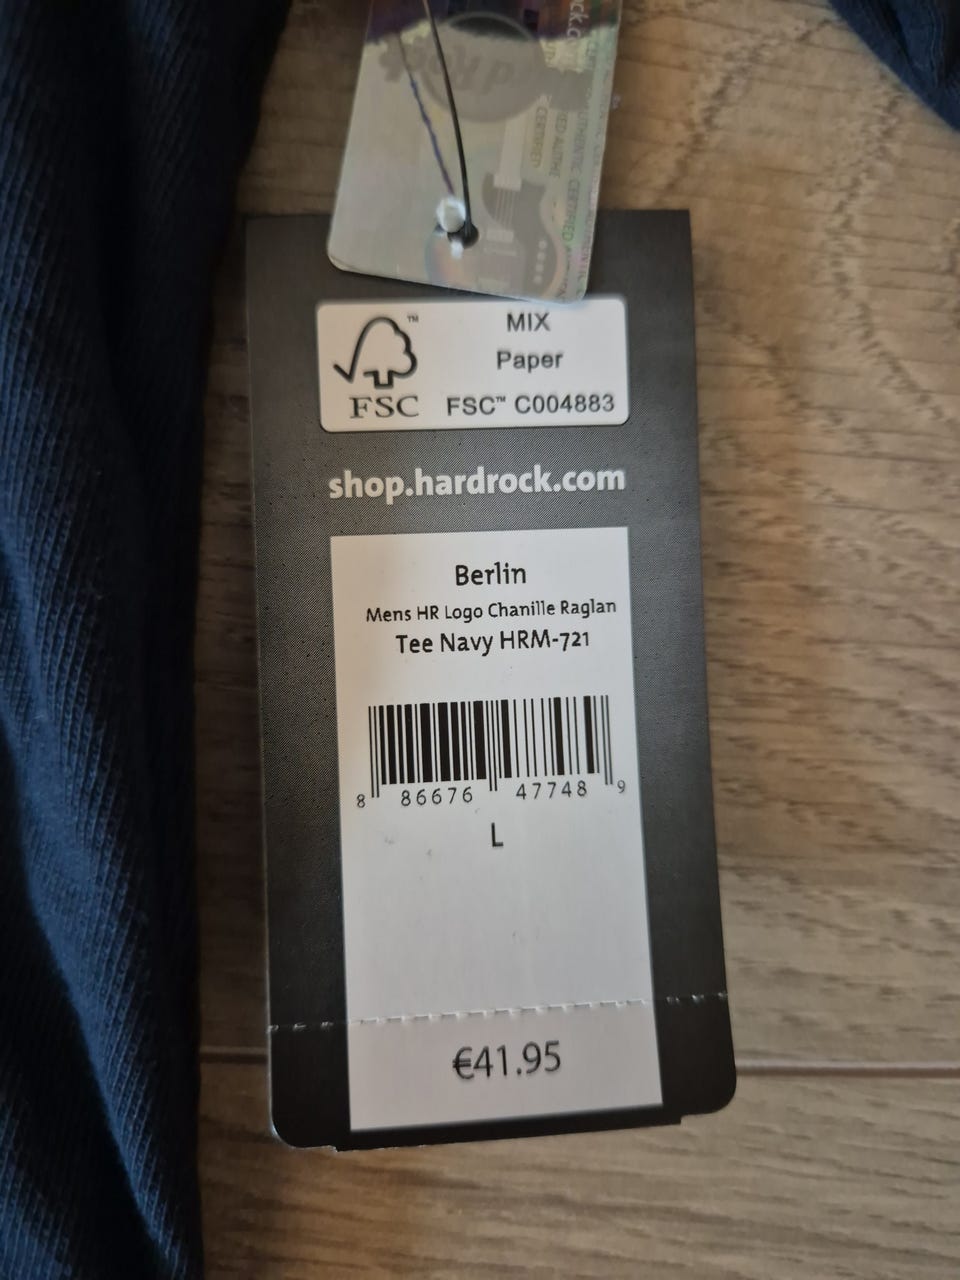 MIX
Paper
FSC
FSC™ C004883
shop.hardrock.com
Berlin
Mens HR Logo Chanille Raglan
Tee Navy HRM-721
8 86676 47748 9
L
€41.95